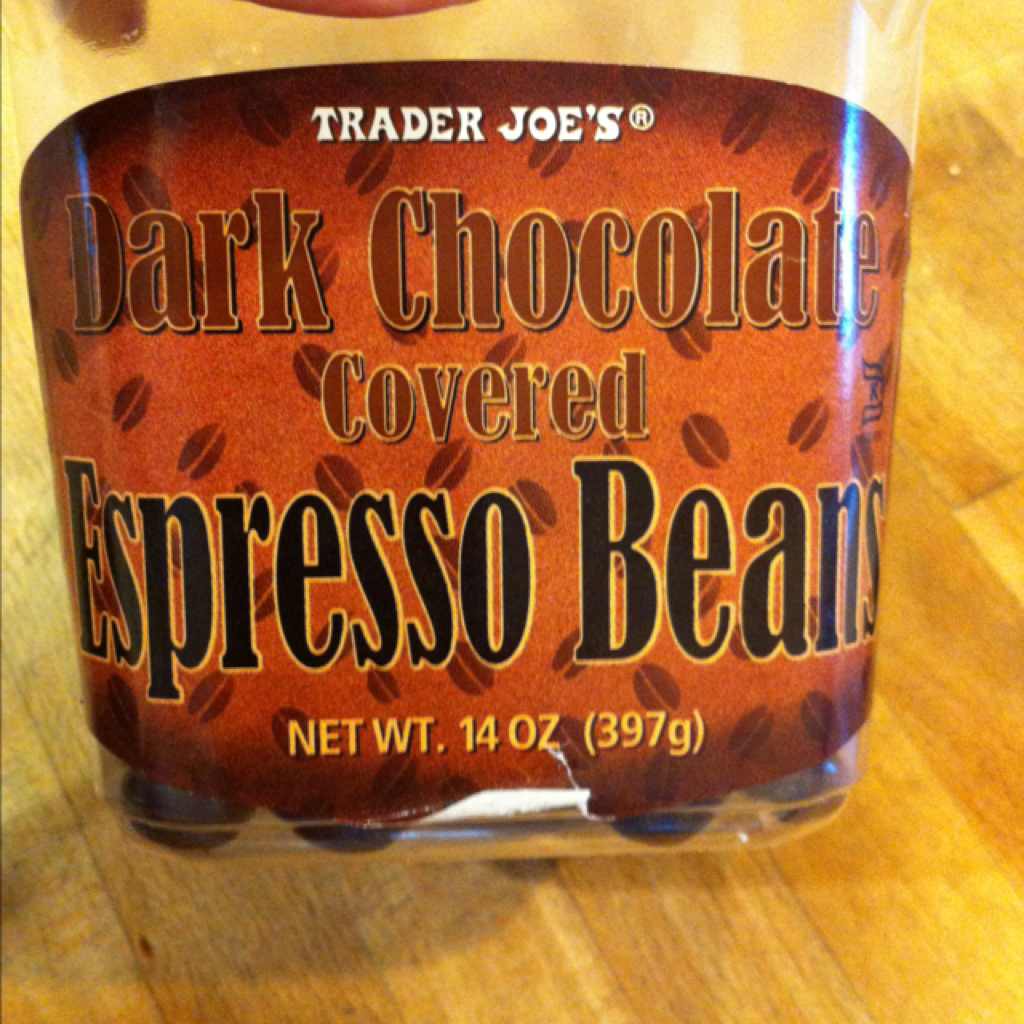 TRADER JOE'S®
Dark Chocolate
Covered
Espresso Beans
NET WT. 14 OZ (397g)